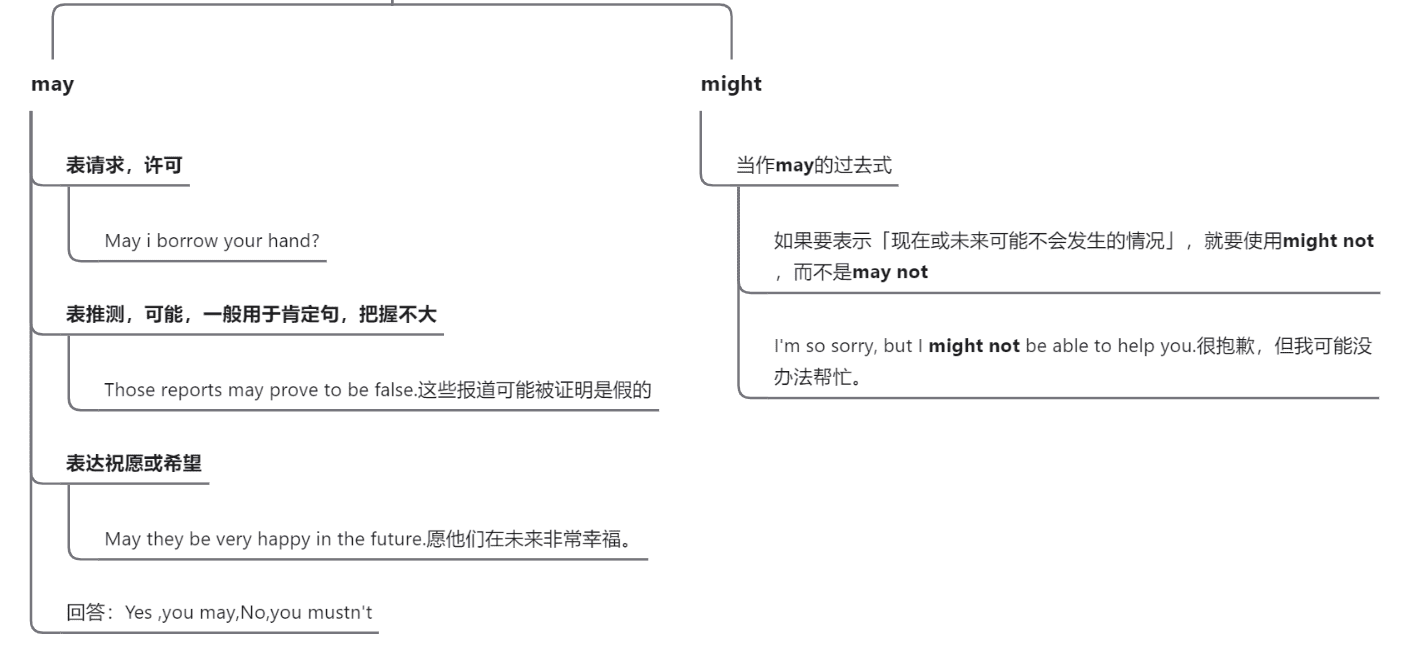 may
表请求，许可
May i borrow your hand?
表推测，可能，一般用于肯定句，把握不大
Those reports may prove to be false.这些报道可能被证明是假的
表达祝愿或希望
May they be very happy in the future.愿他们在未来非常幸福。
回答：Yes ,you may,No,you mustn't
might
当作may的过去式
如果要表示「现在或未来可能不会发生的情况」，就要使用might not
，而不是may not
I'm so sorry, but I might not be able to help you.很抱歉，但我可能没
办法帮忙。